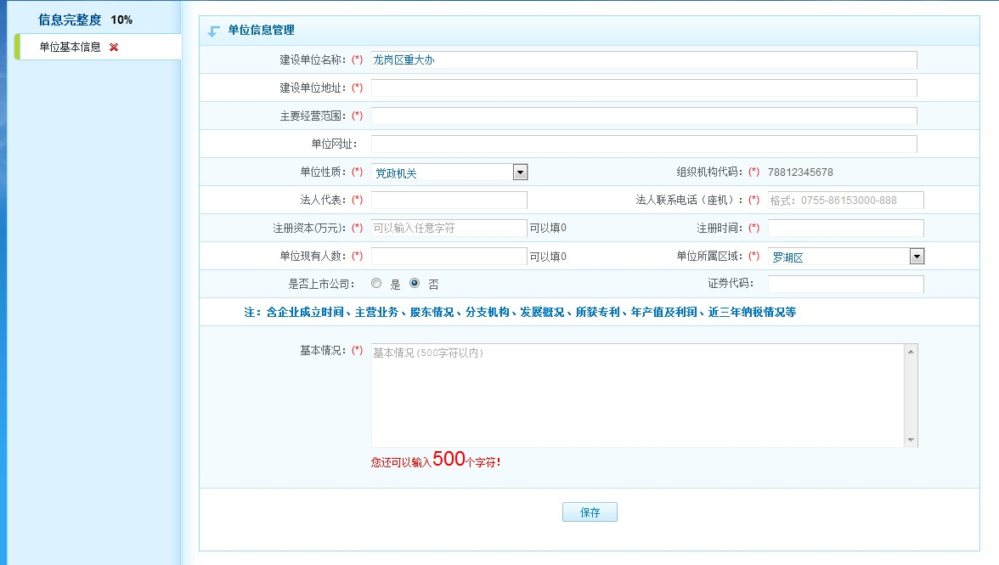 信息完整度 10%
单位基本信息
单位信息管理
建设单位名称：(*) 龙岗区重大办
建设单位地址：(*)
主要经营范围：(*)
单位网址：
单位性质：(*) 党政机关 组织机构代码：(*) 78812345678
法人代表：(*) 法人联系电话（座机）：(*) 格式：0755-86153000-888
注册资本(万元)：(*) 可以输入任意字符 可以填0 注册时间：(*)
单位现有人数：(*) 可以填0 单位所属区域：(*) 罗湖区
是否上市公司： 是 否 证券代码：
注：含企业成立时间、主营业务、股东情况、分支机构、发展概况、所获专利、年产值及利润、近三年纳税情况等
基本情况：(*) 基本情况(500字符以内)
您还可以输入500个字符!
保存